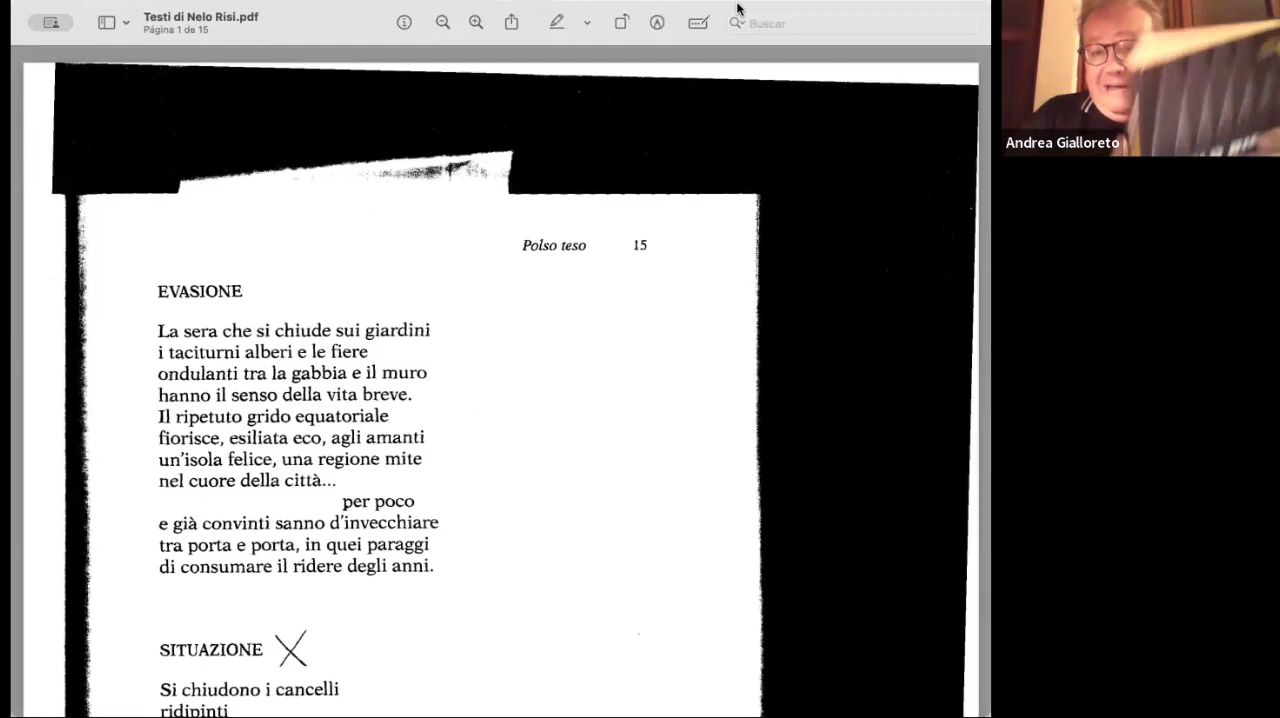 Testi di Nelo Risi.pdf
Página 1 de 15
Buscar
Andrea Gialloreto
Polso teso 15
EVASIONE
La sera che si chiude sui giardini
i taciturni alberi e le fiere
ondulanti tra la gabbia e il muro
hanno il senso della vita breve.
Il ripetuto grido equatoriale
fiorisce, esiliata eco, agli amanti
un'isola felice, una regione mite
nel cuore della città...
per poco
e già convinti sanno d'invecchiare
tra porta e porta, in quei paraggi
di consumare il ridere degli anni.
SITUAZIONE
Si chiudono i cancelli
ridipinti